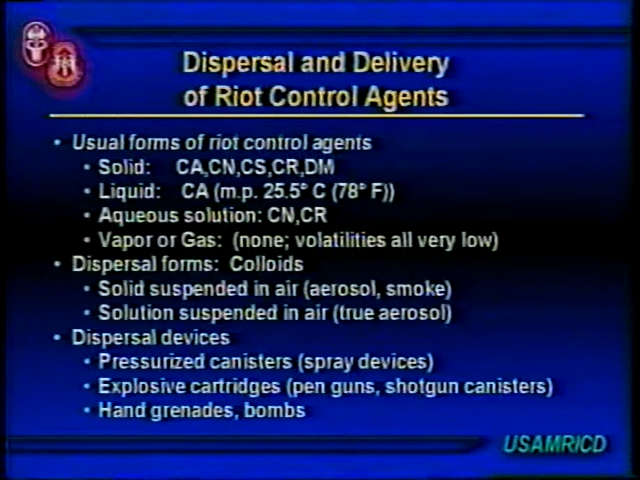 Dispersal and Delivery
of Riot Control Agents
• Usual forms of riot control agents
• Solid: CA,CN,CS,CR,DM
• Liquid: CA (m.p. 25.5° C (78° F))
• Aqueous solution: CN,CR
• Vapor or Gas: (none; volatilities all very low)
• Dispersal forms: Colloids
• Solid suspended in air (aerosol, smoke)
• Solution suspended in air (true aerosol)
• Dispersal devices
• Pressurized canisters (spray devices)
• Explosive cartridges (pen guns, shotgun canisters)
• Hand grenades, bombs
USAMRICD